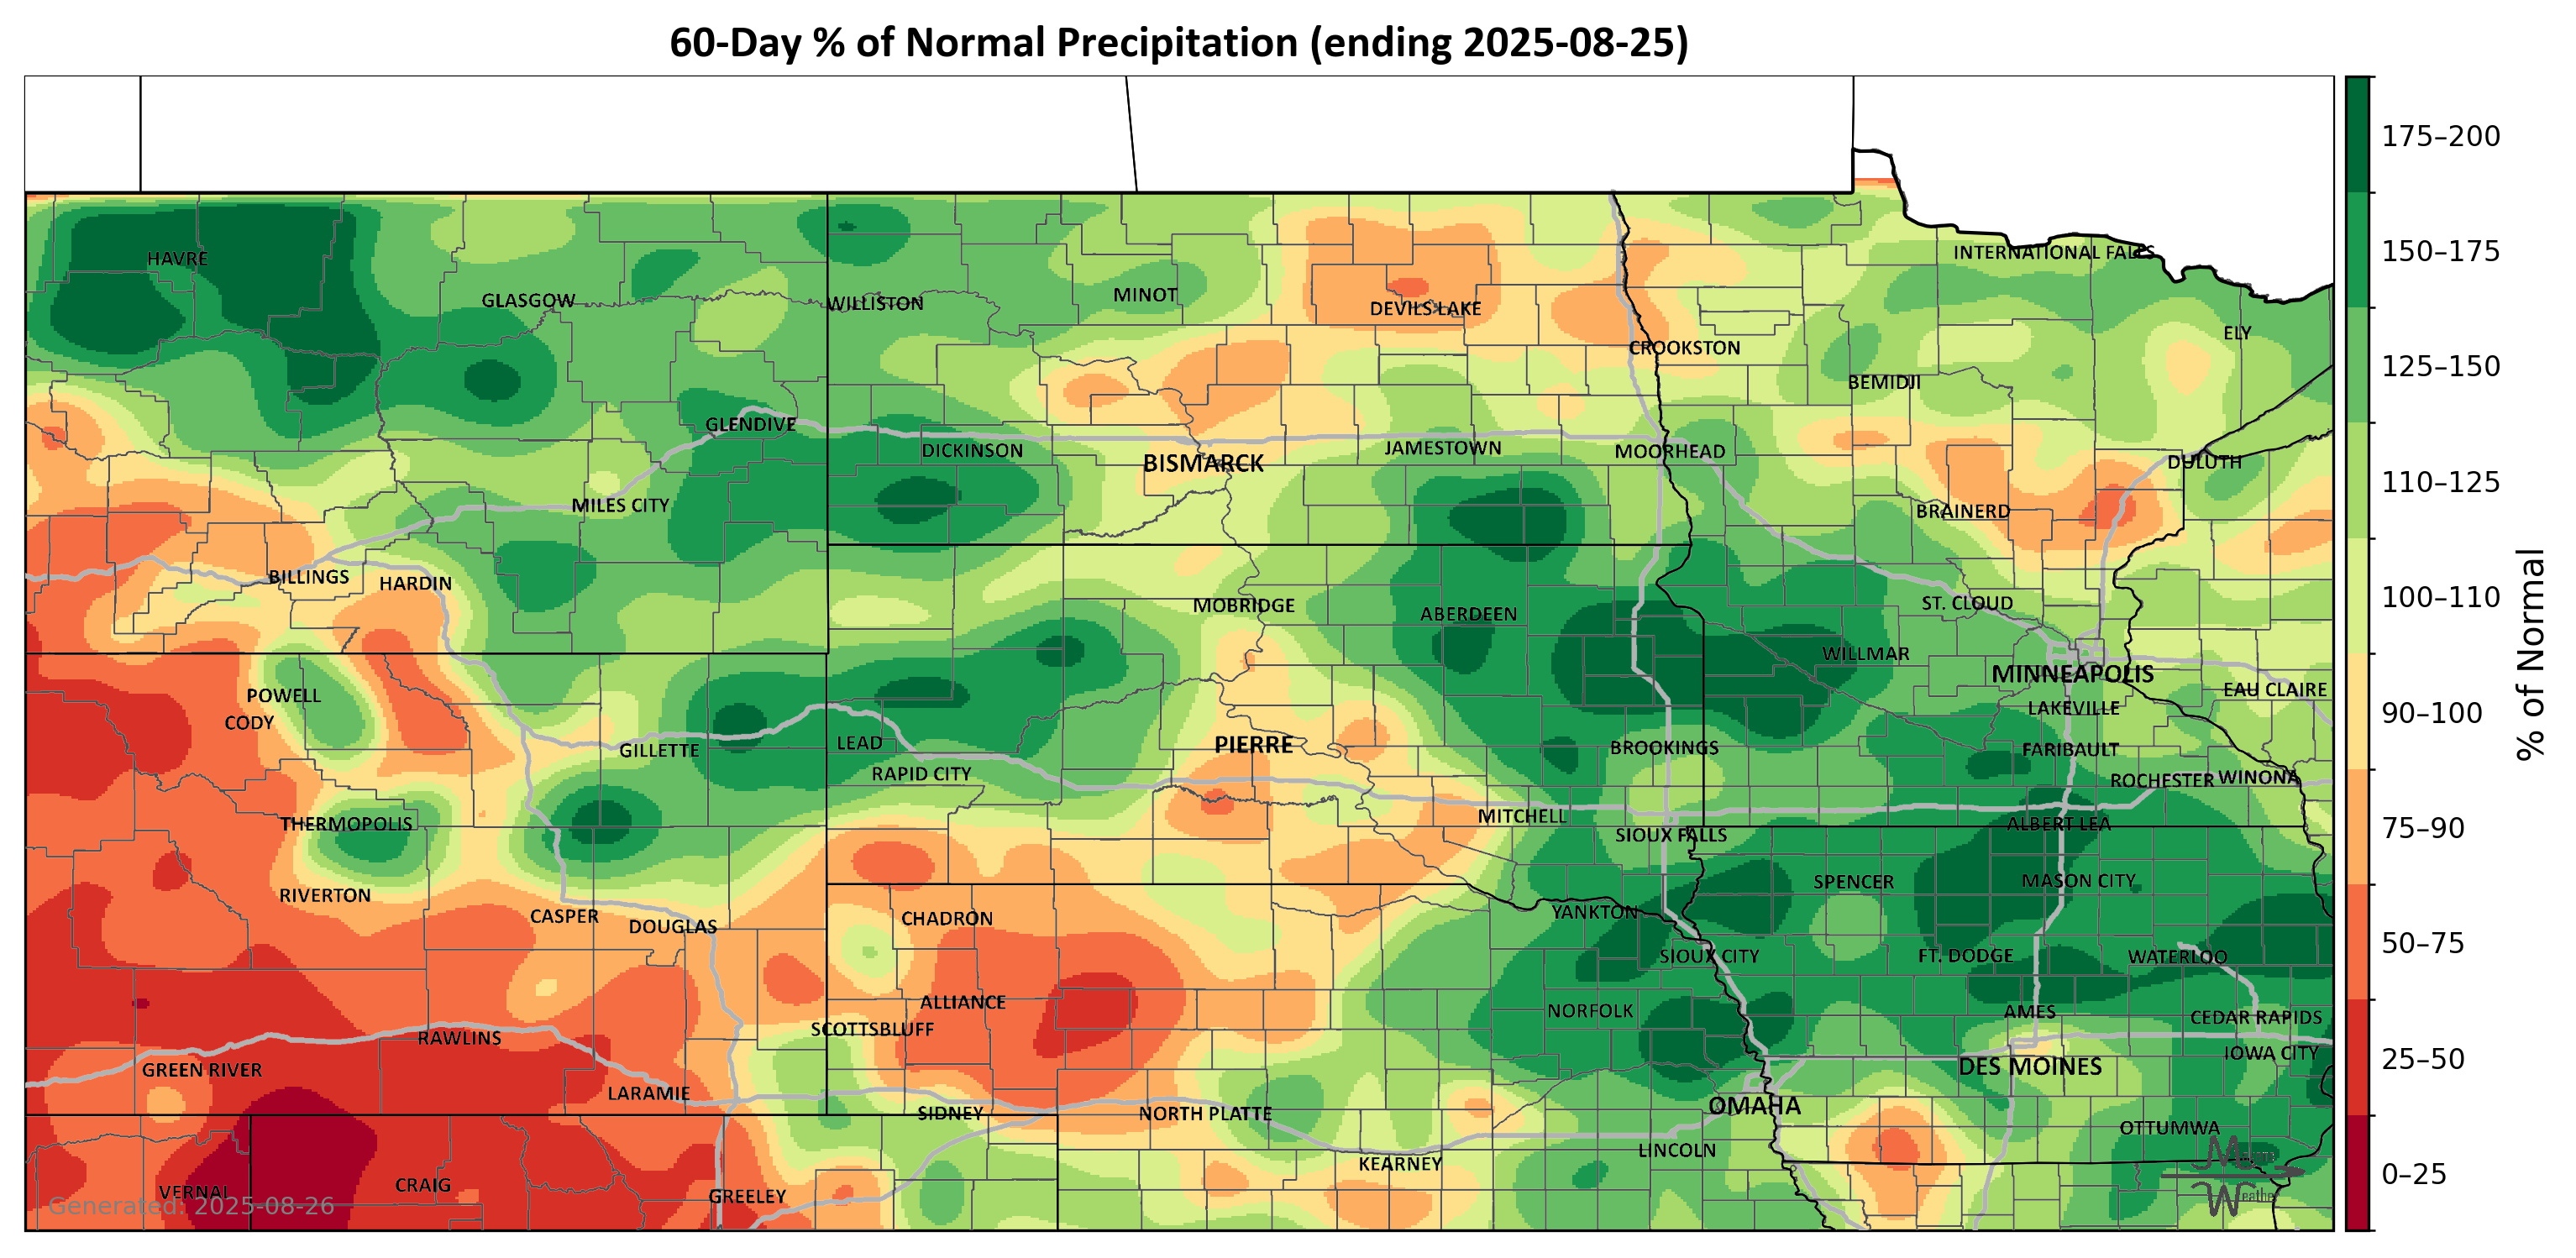 60-Day % of Normal Precipitation (ending 2025-08-25)
175–200
HAVRE
INTERNATIONAL FALLS
150–175
GLASGOW
WILLISTON
MINOT
DEVILS LAKE
ELY
CROOKSTON
125–150
BEMIDJI
GLENDIVE
DICKINSON
BISMARCK
JAMESTOWN
MOORHEAD
DULUTH
110–125
MILES CITY
BRAINERD
BILLINGS
HARDIN
MOBRIDGE
ABERDEEN
ST. CLOUD
100–110
WILLMAR
MINNEAPOLIS
POWELL
EAU CLAIRE
CODY
LAKEVILLE
90–100
% of Normal
GILLETTE
LEAD
PIERRE
BROOKINGS
FARIBAULT
RAPID CITY
ROCHESTER
WINONA
THERMOPOLIS
MITCHELL
SIOUX FALLS
ALBERT LEA
75–90
RIVERTON
SPENCER
MASON CITY
CASPER
DOUGLAS
CHADRON
YANKTON
50–75
SIOUX CITY
FT. DODGE
WATERLOO
ALLIANCE
NORFOLK
AMES
CEDAR RAPIDS
SCOTTSBLUFF
RAWLINS
GREEN RIVER
DES MOINES
IOWA CITY
25–50
LARAMIE
SIDNEY
NORTH PLATTE
OMAHA
OTTUMWA
LINCOLN
KEARNEY
0–25
VERNAL
CRAIG
GREELEY
Generated: 2025-08-26
Weather